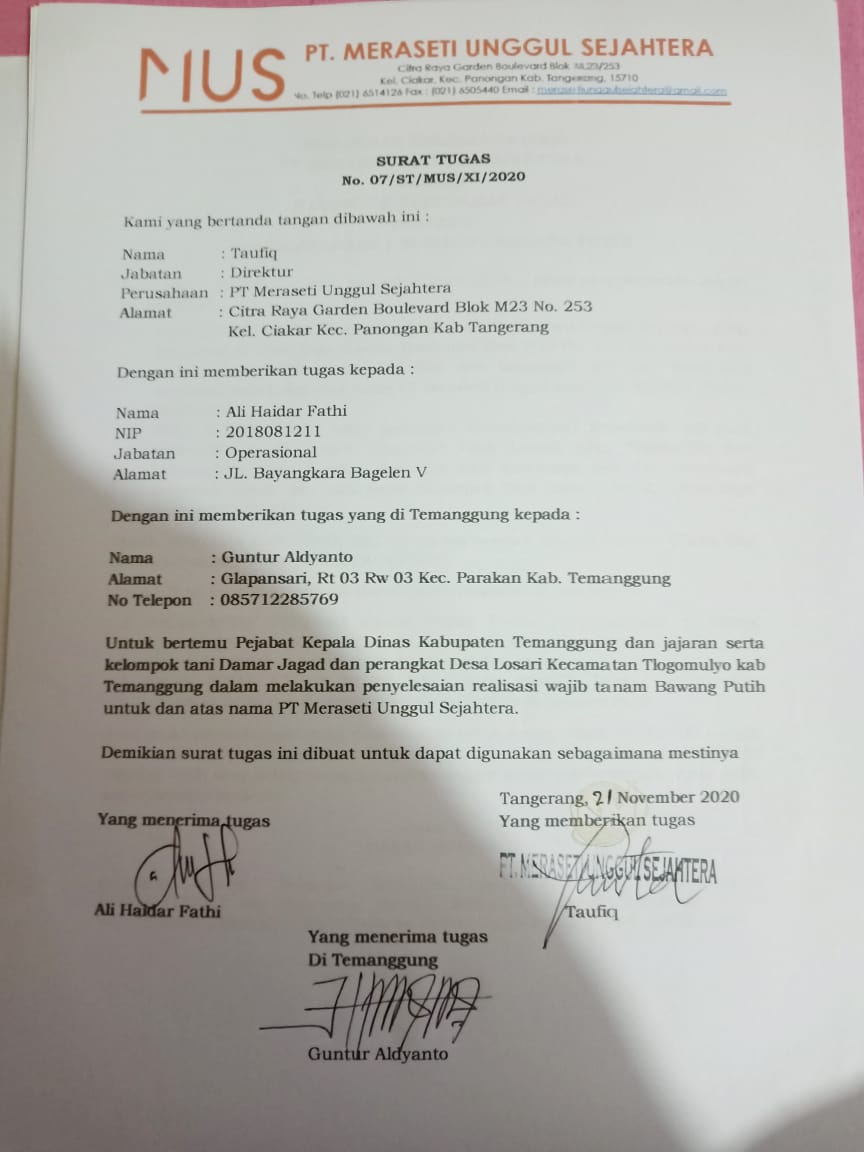 MUS
PT. MERASETI UNGGUL SEJAHTERA
Citra Raya Garden Boulevard Blok M23/253
Kel. Ciakar, Kec. Panongan Kab. Tangerang, 15710
No. Telp (021) 6514126 Fax : (021) 6505440 Email : merasetiunggulsejahtera@gmail.com
SURAT TUGAS
No. 07/ST/MUS/XI/2020
Kami yang bertanda tangan dibawah ini :
Nama : Taufiq
Jabatan : Direktur
Perusahaan : PT Meraseti Unggul Sejahtera
Alamat : Citra Raya Garden Boulevard Blok M23 No. 253
Kel. Ciakar Kec. Panongan Kab Tangerang
Dengan ini memberikan tugas kepada :
Nama : Ali Haidar Fathi
NIP : 2018081211
Jabatan : Operasional
Alamat : JL. Bayangkara Bagelen V
Dengan ini memberikan tugas yang di Temanggung kepada :
Nama : Guntur Aldyanto
Alamat : Glapansari, Rt 03 Rw 03 Kec. Parakan Kab. Temanggung
No Telepon : 085712285769
Untuk bertemu Pejabat Kepala Dinas Kabupaten Temanggung dan jajaran serta
kelompok tani Damar Jagad dan perangkat Desa Losari Kecamatan Tlogomulyo kab
Temanggung dalam melakukan penyelesaian realisasi wajib tanam Bawang Putih
untuk dan atas nama PT Meraseti Unggul Sejahtera.
Demikian surat tugas ini dibuat untuk dapat digunakan sebagaimana mestinya
Tangerang, 21 November 2020
Yang menerima tugas
Yang memberikan tugas
PT. MERASETI UNGGUL SEJAHTERA
Ali Haidar Fathi
Taufiq
Yang menerima tugas
Di Temanggung
Guntur Aldyanto